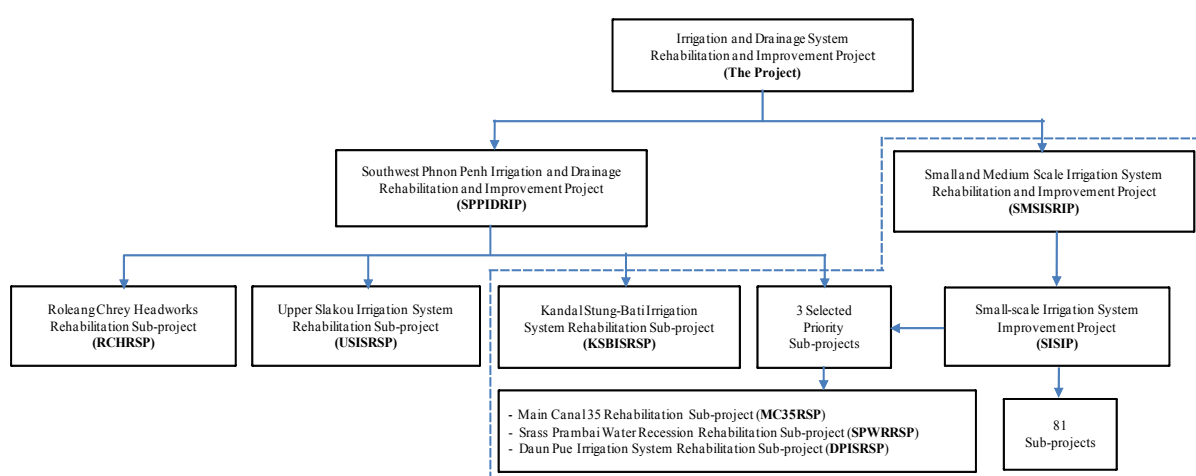 Irrigation and Drainage System
Rehabilitation and Improvement Project
(The Project)
Southwest Phnon Penh Irrigation and Drainage
Rehabilitation and Improvement Project
(SPPIDRIP)
Small and Medium Scale Irrigation System
Rehabilitation and Improvement Project
(SMSISRIP)
Roleang Chrey Headworks
Rehabilitation Sub-project
(RCHRSP)
Upper Slakou Irrigation System
Rehabilitation Sub-project
(USISRSP)
Kandal Stung-Bati Irrigation
System Rehabilitation Sub-project
(KSBISRSP)
3 Selected
Priority
Sub-projects
Small-scale Irrigation System
Improvement Project
(SISIP)
- Main Canal 35 Rehabilitation Sub-project (MC35RSP)
- Srass Prambai Water Recession Rehabilitation Sub-project (SPWRRSP)
- Daun Pue Irrigation System Rehabilitation Sub-project (DPISRSP)
81
Sub-projects